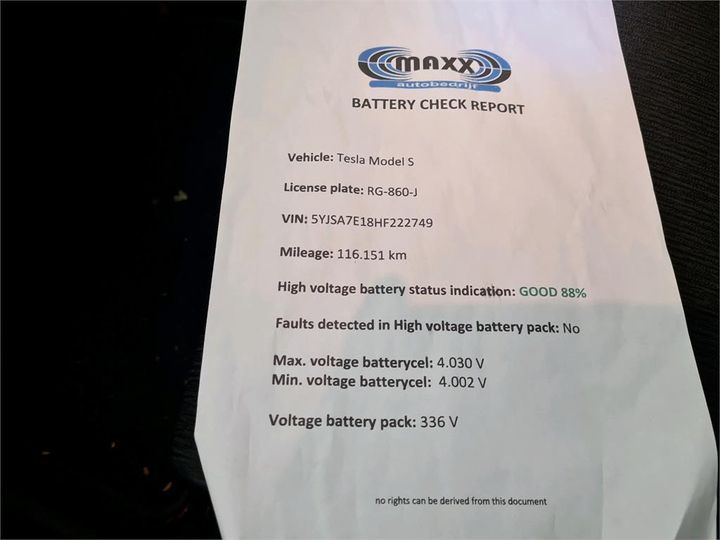 MAXX
autobedrijf
BATTERY CHECK REPORT
Vehicle: Tesla Model S
License plate: RG-860-J
VIN: 5YJSA7E18HF222749
Mileage: 116.151 km
High voltage battery status indication: GOOD 88%
Faults detected in High voltage battery pack: No
Max. voltage batterycel: 4.030 V
Min. voltage batterycel: 4.002 V
Voltage battery pack: 336 V
no rights can be derived from this document